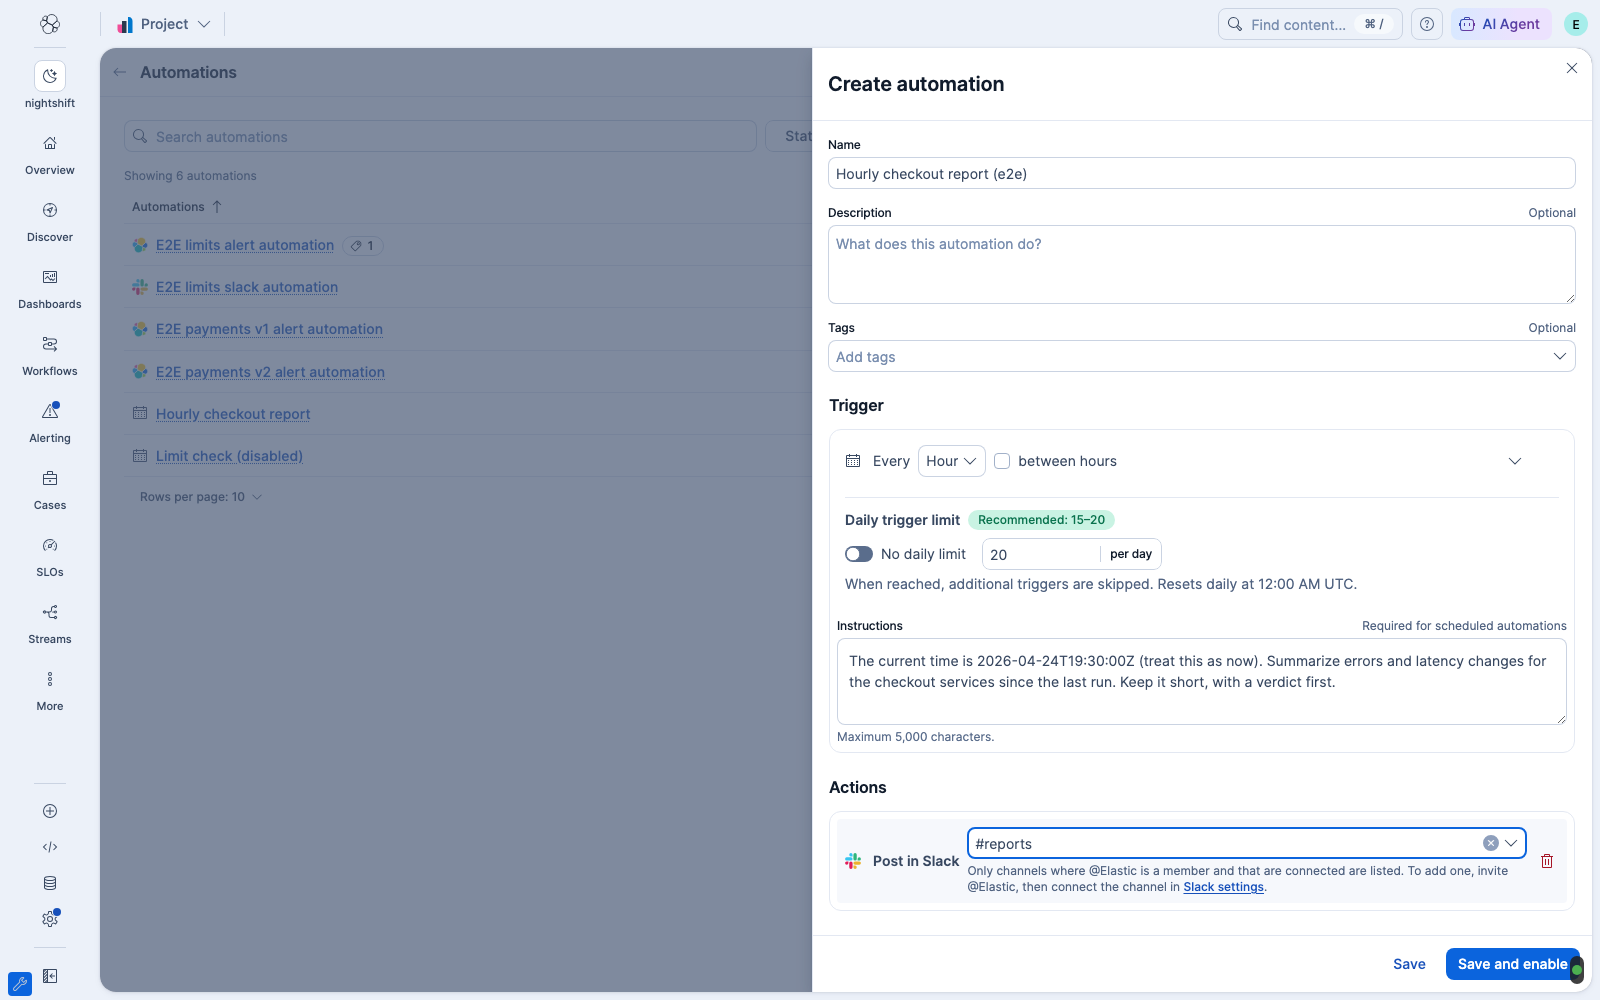 Project
Find content...
⌘ /
AI Agent
E
nightshift
Overview
Discover
Dashboards
Workflows
Alerting
Cases
SLOs
Streams
More
Automations
Search automations
Stat
Showing 6 automations
Automations
E2E limits alert automation
1
E2E limits slack automation
E2E payments v1 alert automation
E2E payments v2 alert automation
Hourly checkout report
Limit check (disabled)
Rows per page: 10
Create automation
Name
Hourly checkout report (e2e)
Description
Optional
What does this automation do?
Tags
Optional
Add tags
Trigger
Every
Hour
between hours
Daily trigger limit
Recommended: 15–20
No daily limit
20
per day
When reached, additional triggers are skipped. Resets daily at 12:00 AM UTC.
Instructions
Required for scheduled automations
The current time is 2026-04-24T19:30:00Z (treat this as now). Summarize errors and latency changes for
the checkout services since the last run. Keep it short, with a verdict first.
Maximum 5,000 characters.
Actions
Post in Slack
#reports
Only channels where @Elastic is a member and that are connected are listed. To add one, invite
@Elastic, then connect the channel in Slack settings.
Save
Save and enable